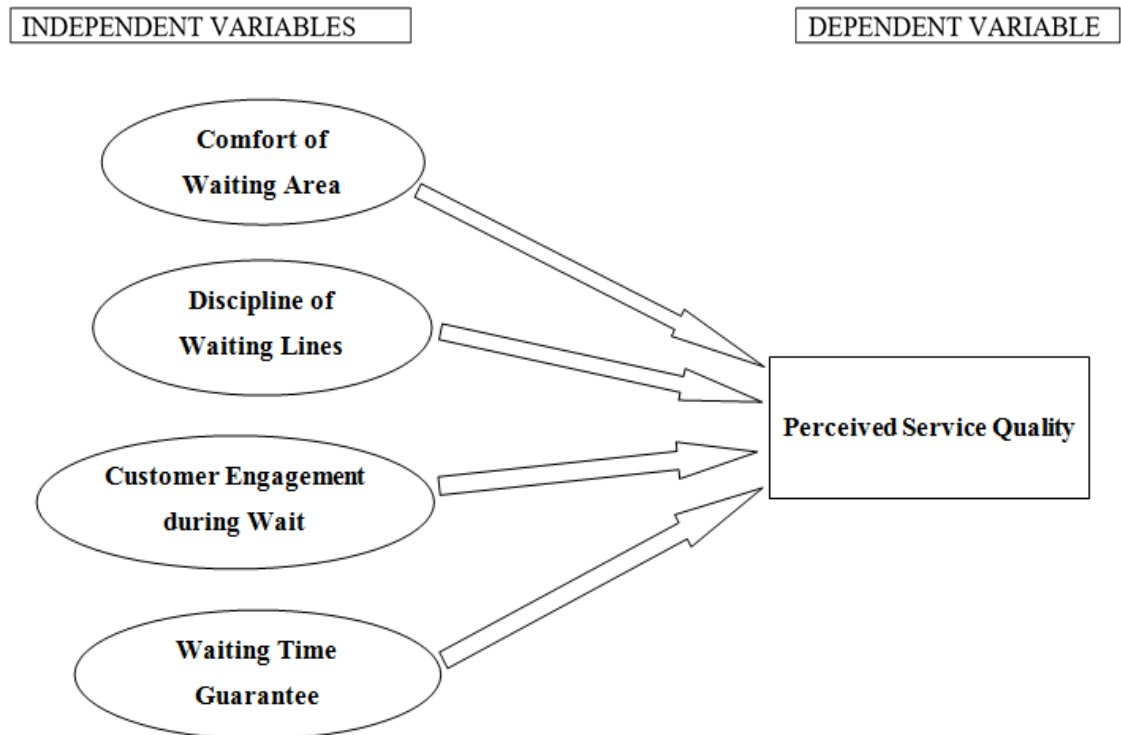 INDEPENDENT VARIABLES
DEPENDENT VARIABLE
Comfort of
Waiting Area
Discipline of
Waiting Lines
Customer Engagement
during Wait
Waiting Time
Guarantee
Perceived Service Quality